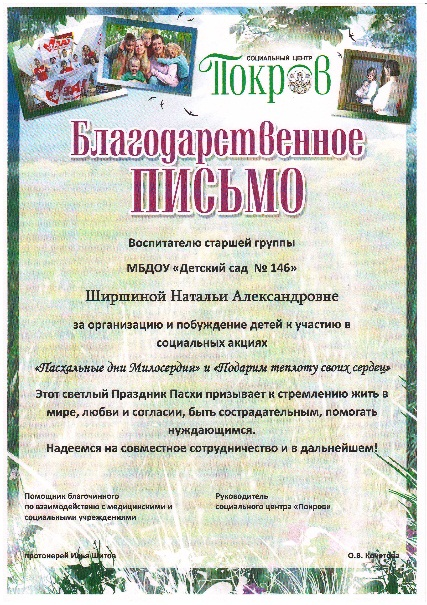 СОЦИАЛЬНЫЙ ЦЕНТР
ПОКРОВ
Благодарственное
ПИСЬМО
Воспитателю старшей группы
МБДОУ «Детский сад № 146»
Ширшиной Натальи Александровне
за организацию и побуждение детей к участию в
социальных акциях
«Пасхальные дни Милосердия» и «Подарим теплоту своих сердец»
Этот светлый Праздник Пасхи призывает к стремлению жить в
мире, любви и согласии, быть сострадательным, помогать
нуждающимся.
Надеемся на совместное сотрудничество и в дальнейшем!
Помощник благочинного
по взаимодействию с медицинскими и
социальными учреждениями
Руководитель
социального центра «Покров»
протоиерей Илья Шитов
О.В.